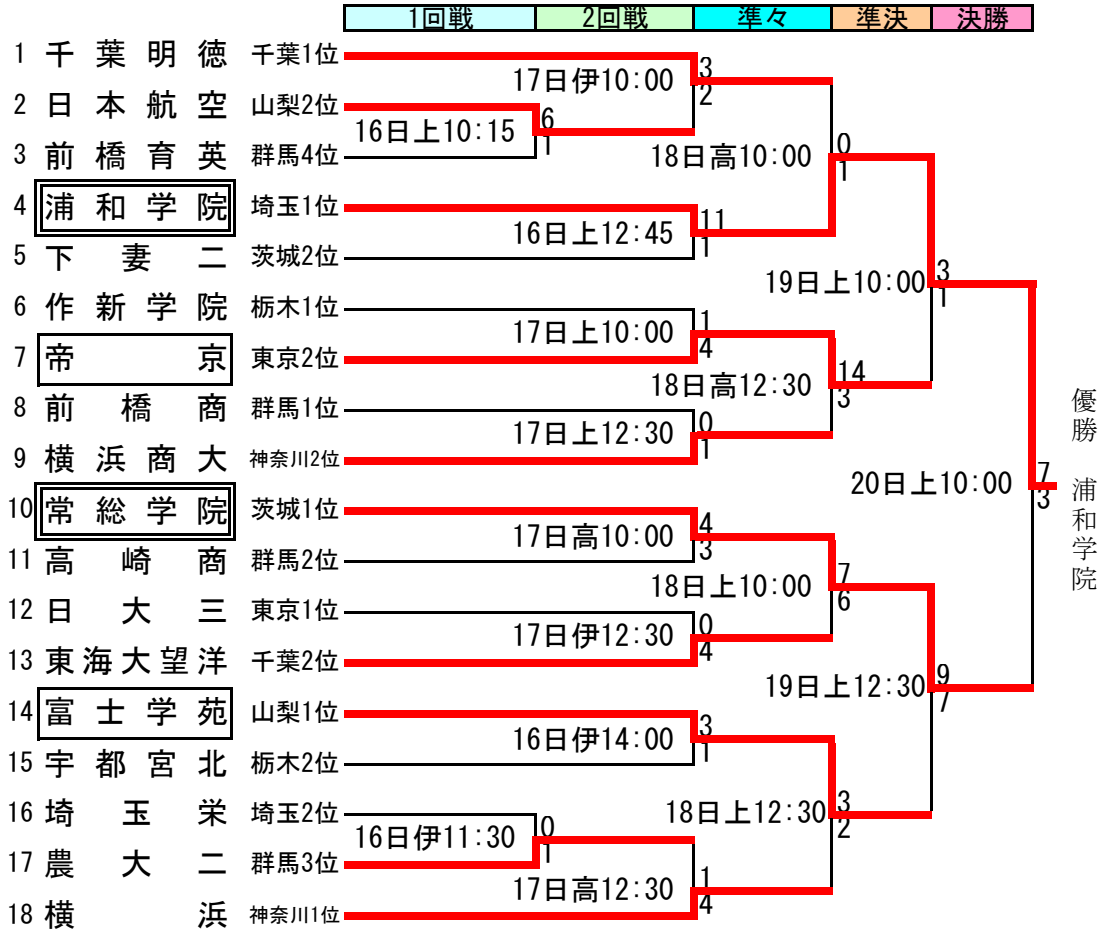 1回戦 2回戦 準々 準決 決勝
1 千葉明徳 千葉1位
17日伊10:00 3 2
2 日本航空 山梨2位
16日上10:15 6 1
3 前橋育英 群馬4位
18日高10:00 0 1
4 浦和学院 埼玉1位
16日上12:45 11 1
5 下妻二 茨城2位
19日上10:00 3 1
6 作新学院 栃木1位
17日上10:00 1 4
7 帝京 東京2位
18日高12:30 14 3
8 前橋商 群馬1位
17日上12:30 0 1
9 横浜商大 神奈川2位
20日上10:00 7 3
優勝 浦和学院
10 常総学院 茨城1位
17日高10:00 4 3
11 高崎商 群馬2位
18日上10:00 7 6
12 日大三 東京1位
17日伊12:30 0 4
13 東海大望洋 千葉2位
19日上12:30 9 7
14 富士学苑 山梨1位
16日伊14:00 3 1
15 宇都宮北 栃木2位
18日上12:30 3 2
16 埼玉栄 埼玉2位
16日伊11:30 0 1
17 農大二 群馬3位
17日高12:30 1 4
18 横浜 神奈川1位